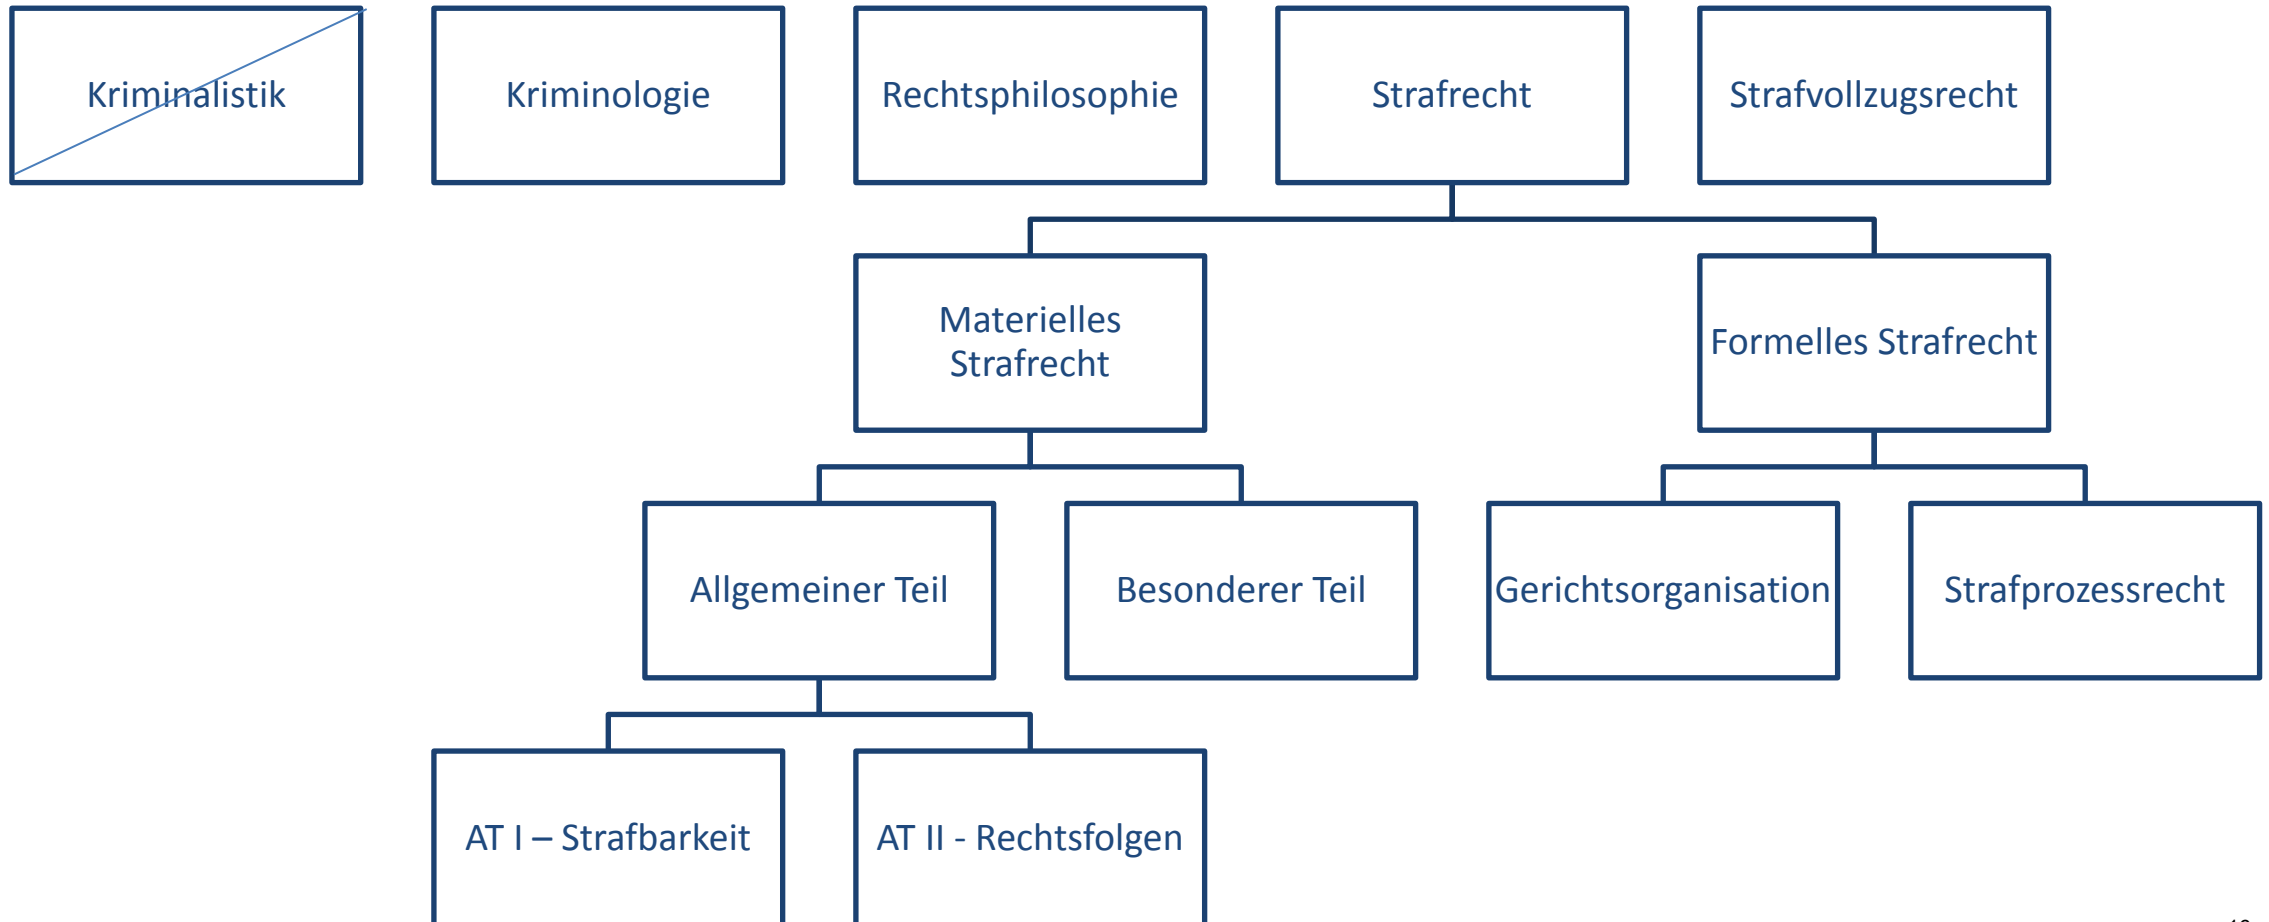 Kriminalistik
Kriminologie
Rechtsphilosophie
Strafrecht
Strafvollzugsrecht
Materielles
Strafrecht
Formelles Strafrecht
Allgemeiner Teil
Besonderer Teil
Gerichtsorganisation
Strafprozessrecht
AT I – Strafbarkeit
AT II - Rechtsfolgen